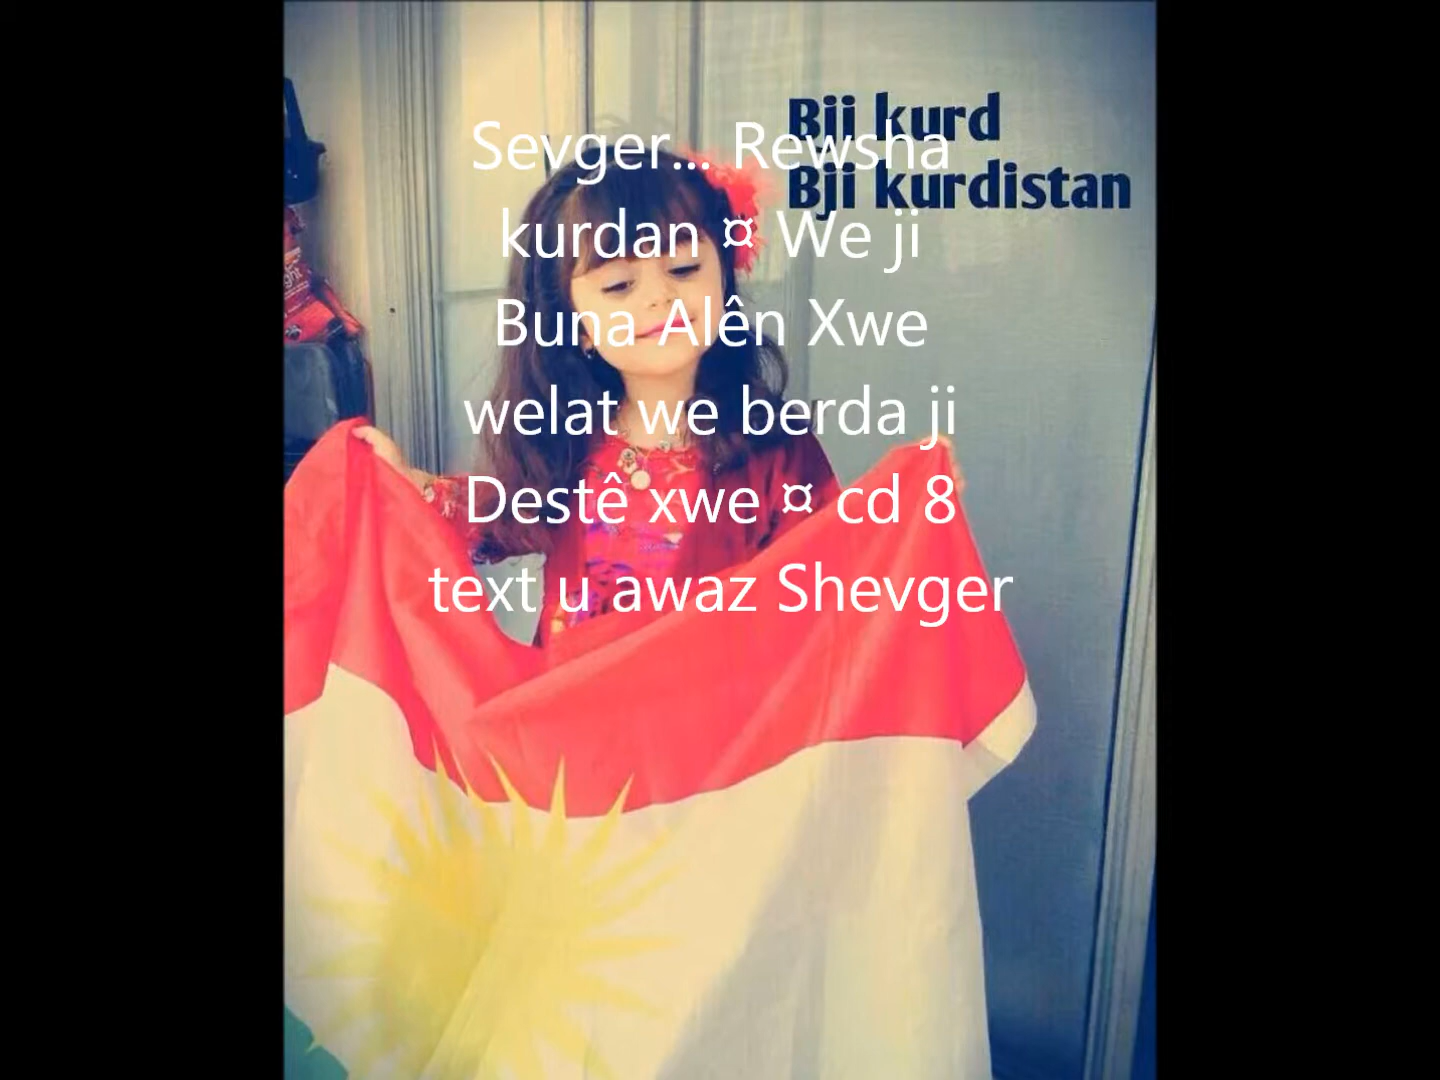 Bji kurd
Bji kurdistan
Sevger... Rewsha
kurdan ¤ We ji
Buna Alên Xwe
welat we berda ji
Destê xwe ¤ cd 8
text u awaz Shevger